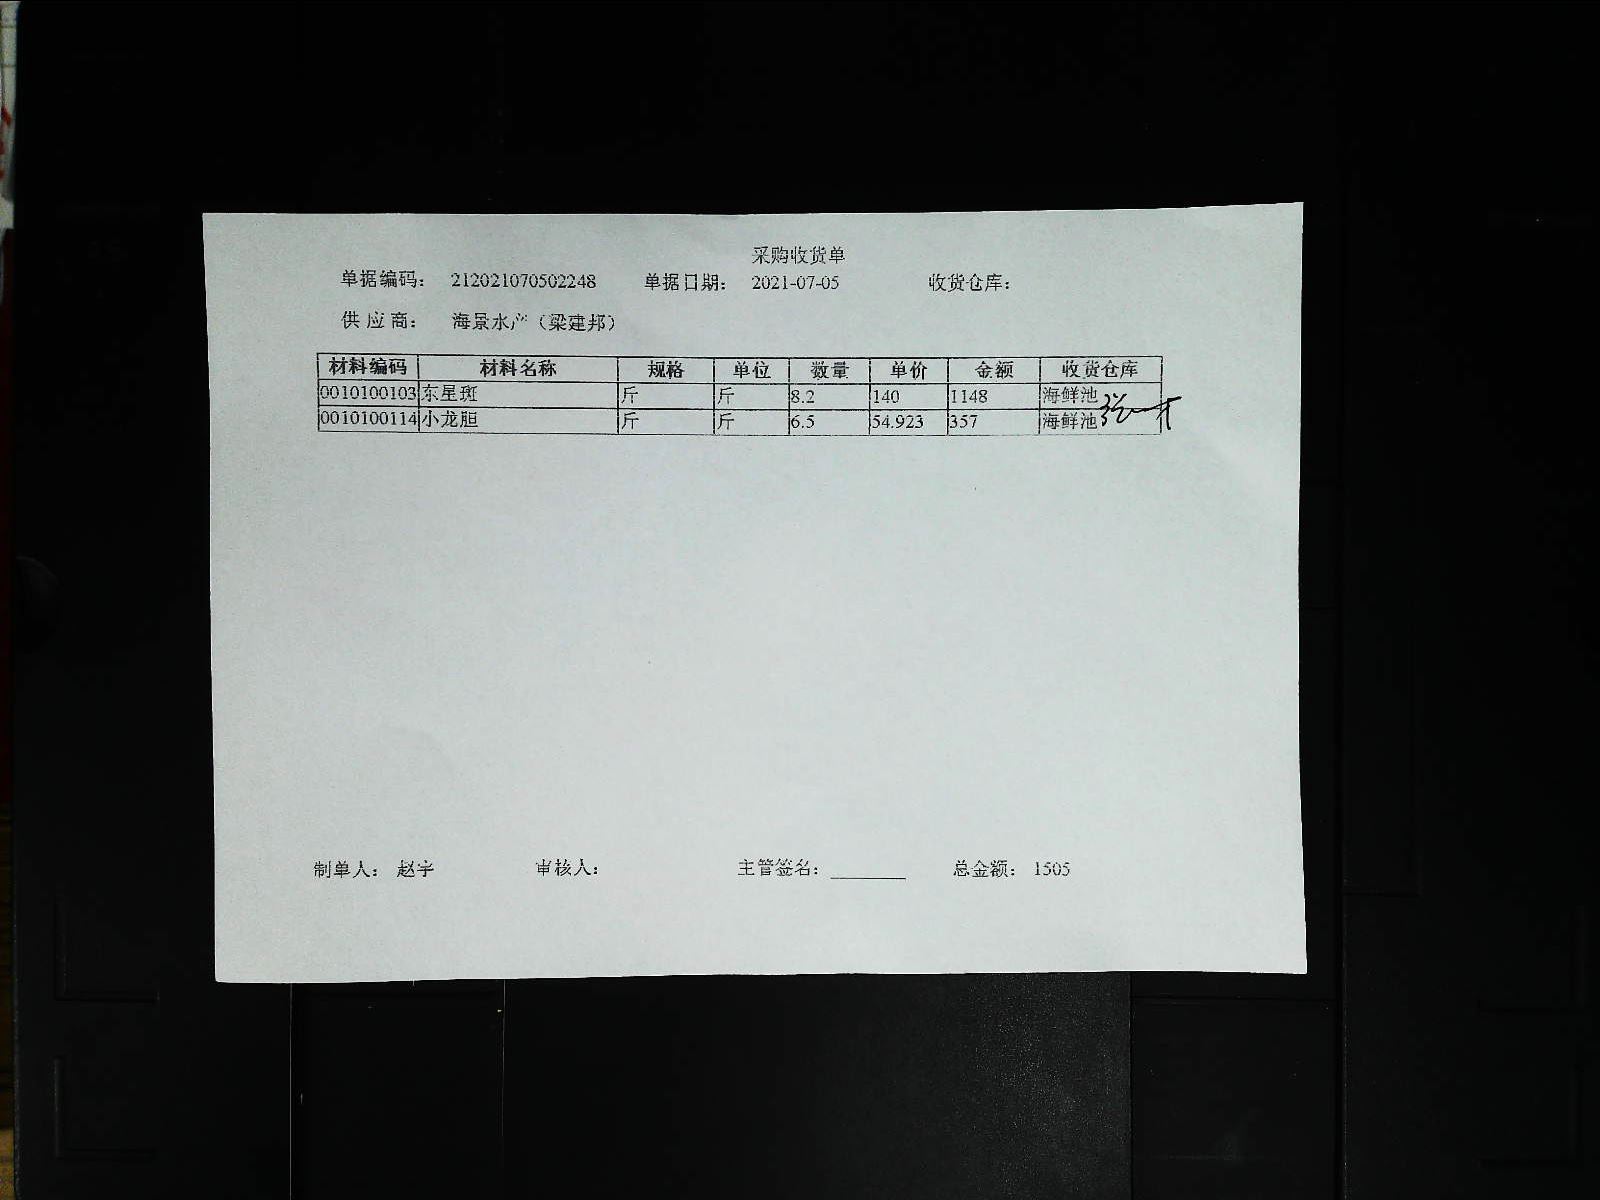 采购收货单
单据编码： 212021070502248 单据日期： 2021-07-05 收货仓库：
供应商： 海景水产（梁建邦）
材料编码 材料名称 规格 单位 数量 单价 金额 收货仓库
0010100103 东星斑 斤 斤 8.2 140 1148 海鲜池
0010100114 小龙胆 斤 斤 6.5 54.923 357 海鲜池
制单人： 赵宇 审核人： 主管签名： 总金额： 1505